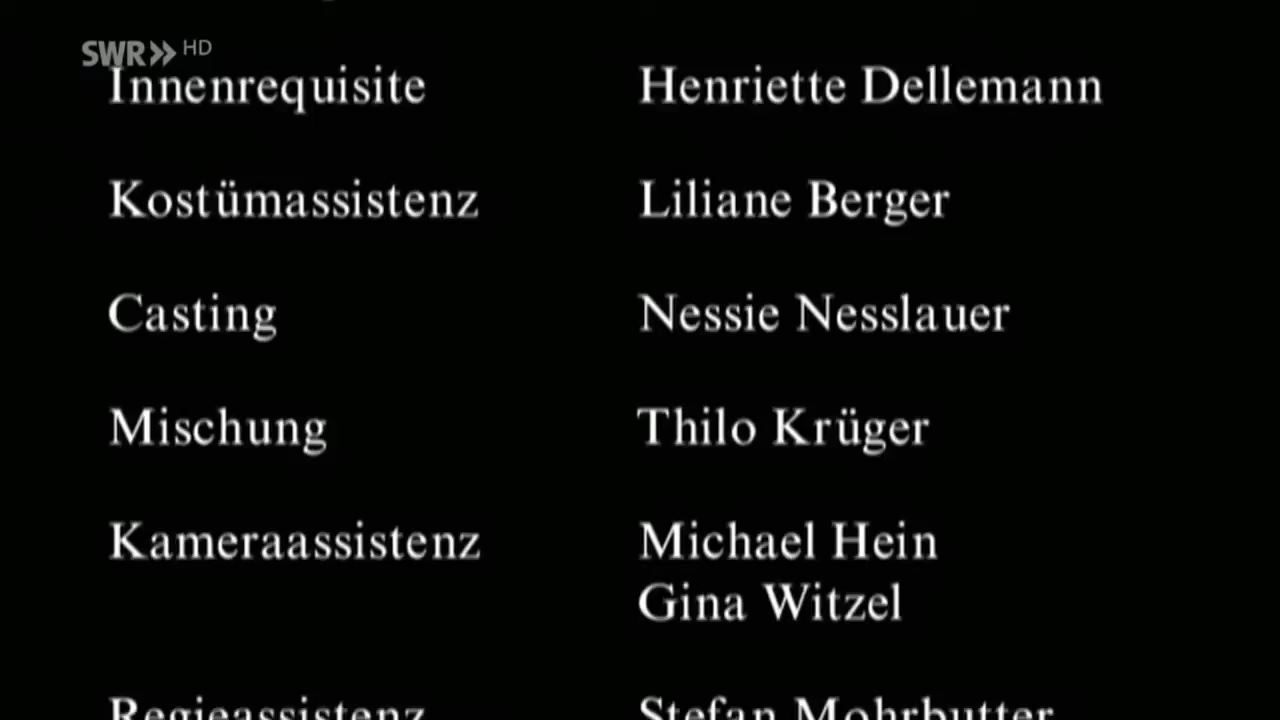 SWR HD
Innenrequisite Henriette Dellemann
Kostümassistenz Liliane Berger
Casting Nessie Nesslauer
Mischung Thilo Krüger
Kameraassistenz Michael Hein
Gina Witzel
Regieassistenz Stefan Mohrbutter